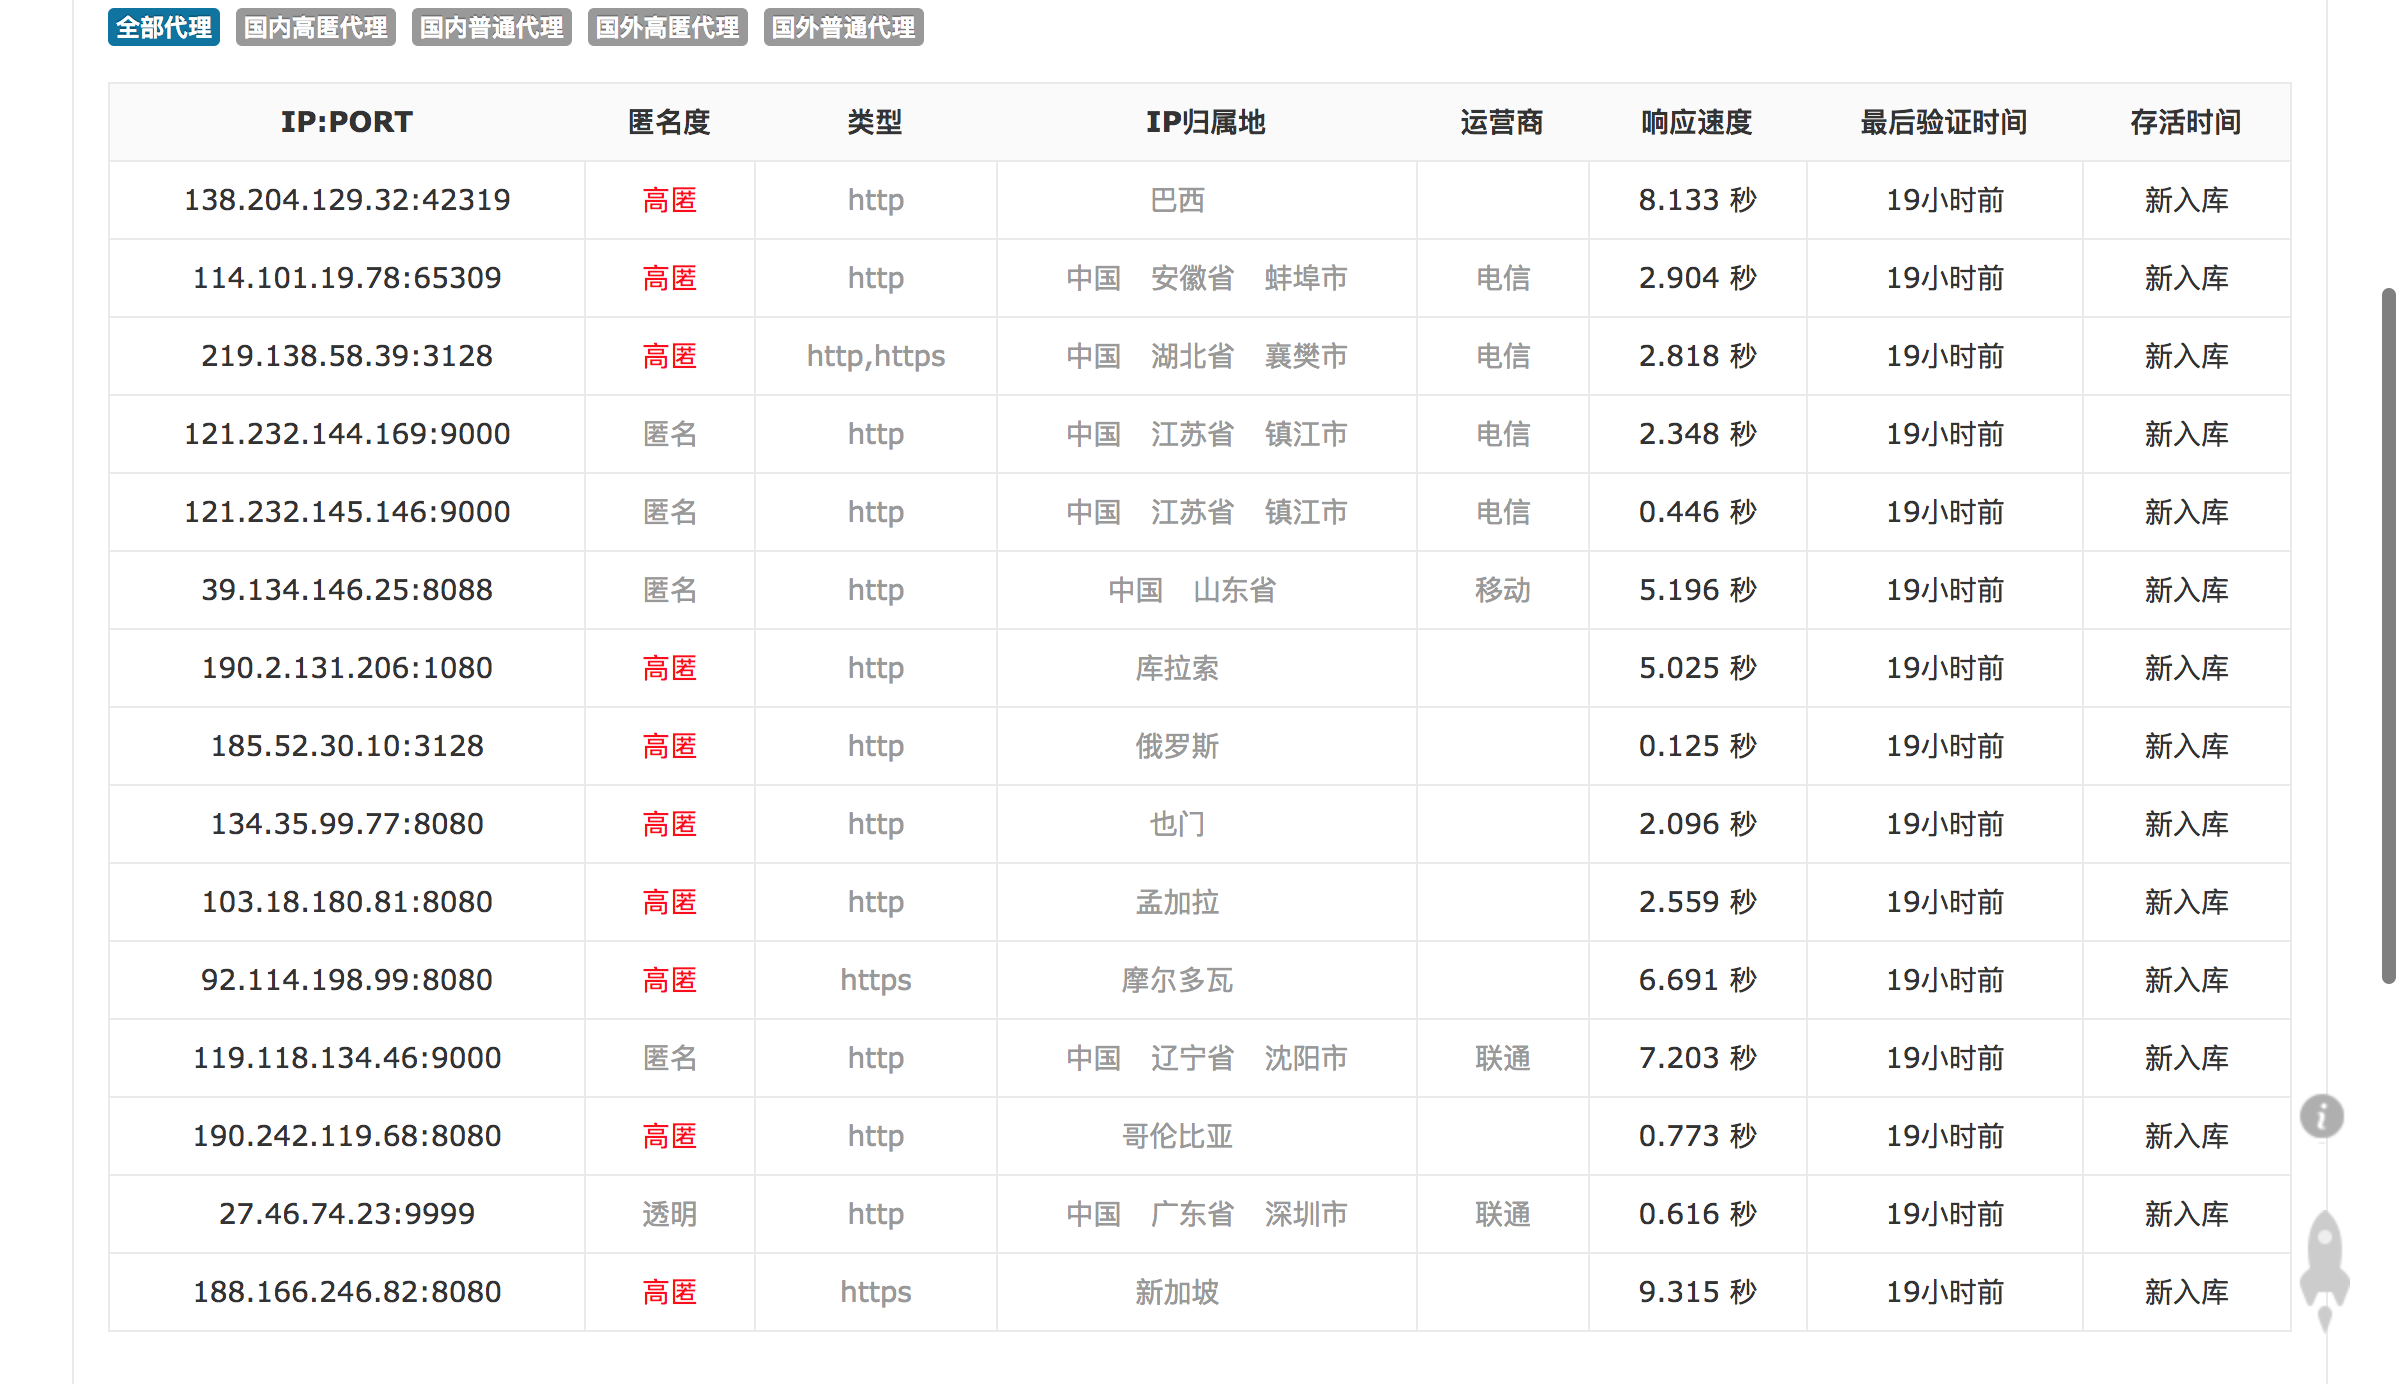 全部代理 国内高匿代理 国内普通代理 国外高匿代理 国外普通代理
IP:PORT 匿名度 类型 IP归属地 运营商 响应速度 最后验证时间 存活时间
138.204.129.32:42319 高匿 http 巴西 8.133 秒 19小时前 新入库
114.101.19.78:65309 高匿 http 中国 安徽省 蚌埠市 电信 2.904 秒 19小时前 新入库
219.138.58.39:3128 高匿 http,https 中国 湖北省 襄樊市 电信 2.818 秒 19小时前 新入库
121.232.144.169:9000 匿名 http 中国 江苏省 镇江市 电信 2.348 秒 19小时前 新入库
121.232.145.146:9000 匿名 http 中国 江苏省 镇江市 电信 0.446 秒 19小时前 新入库
39.134.146.25:8088 匿名 http 中国 山东省 移动 5.196 秒 19小时前 新入库
190.2.131.206:1080 高匿 http 库拉索 5.025 秒 19小时前 新入库
185.52.30.10:3128 高匿 http 俄罗斯 0.125 秒 19小时前 新入库
134.35.99.77:8080 高匿 http 也门 2.096 秒 19小时前 新入库
103.18.180.81:8080 高匿 http 孟加拉 2.559 秒 19小时前 新入库
92.114.198.99:8080 高匿 https 摩尔多瓦 6.691 秒 19小时前 新入库
119.118.134.46:9000 匿名 http 中国 辽宁省 沈阳市 联通 7.203 秒 19小时前 新入库
190.242.119.68:8080 高匿 http 哥伦比亚 0.773 秒 19小时前 新入库
27.46.74.23:9999 透明 http 中国 广东省 深圳市 联通 0.616 秒 19小时前 新入库
188.166.246.82:8080 高匿 https 新加坡 9.315 秒 19小时前 新入库